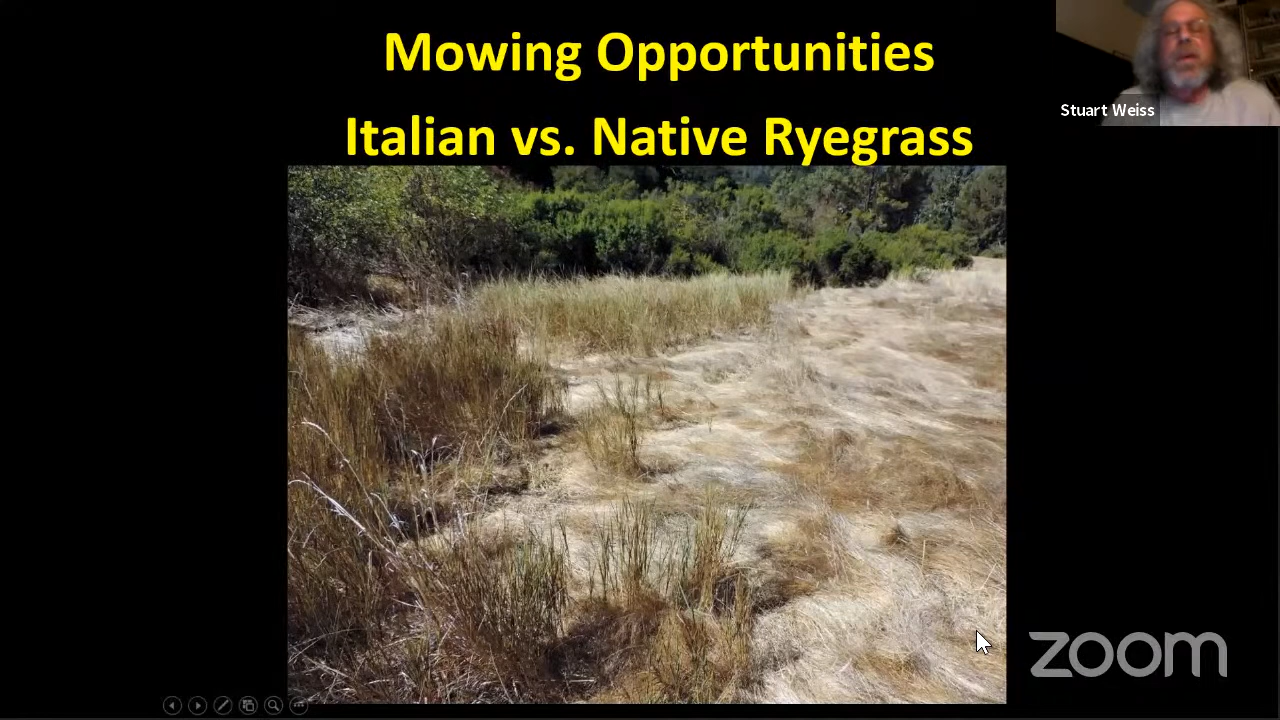 Mowing Opportunities
Italian vs. Native Ryegrass
Stuart Weiss
zoom